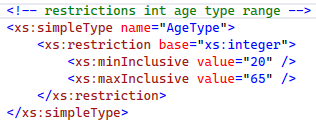 <!-- restrictions int age type range -->
<xs:simpleType name="AgeType">
    <xs:restriction base="xs:integer">
        <xs:minInclusive value="20" />
        <xs:maxInclusive value="65" />
    </xs:restriction>
</xs:simpleType>